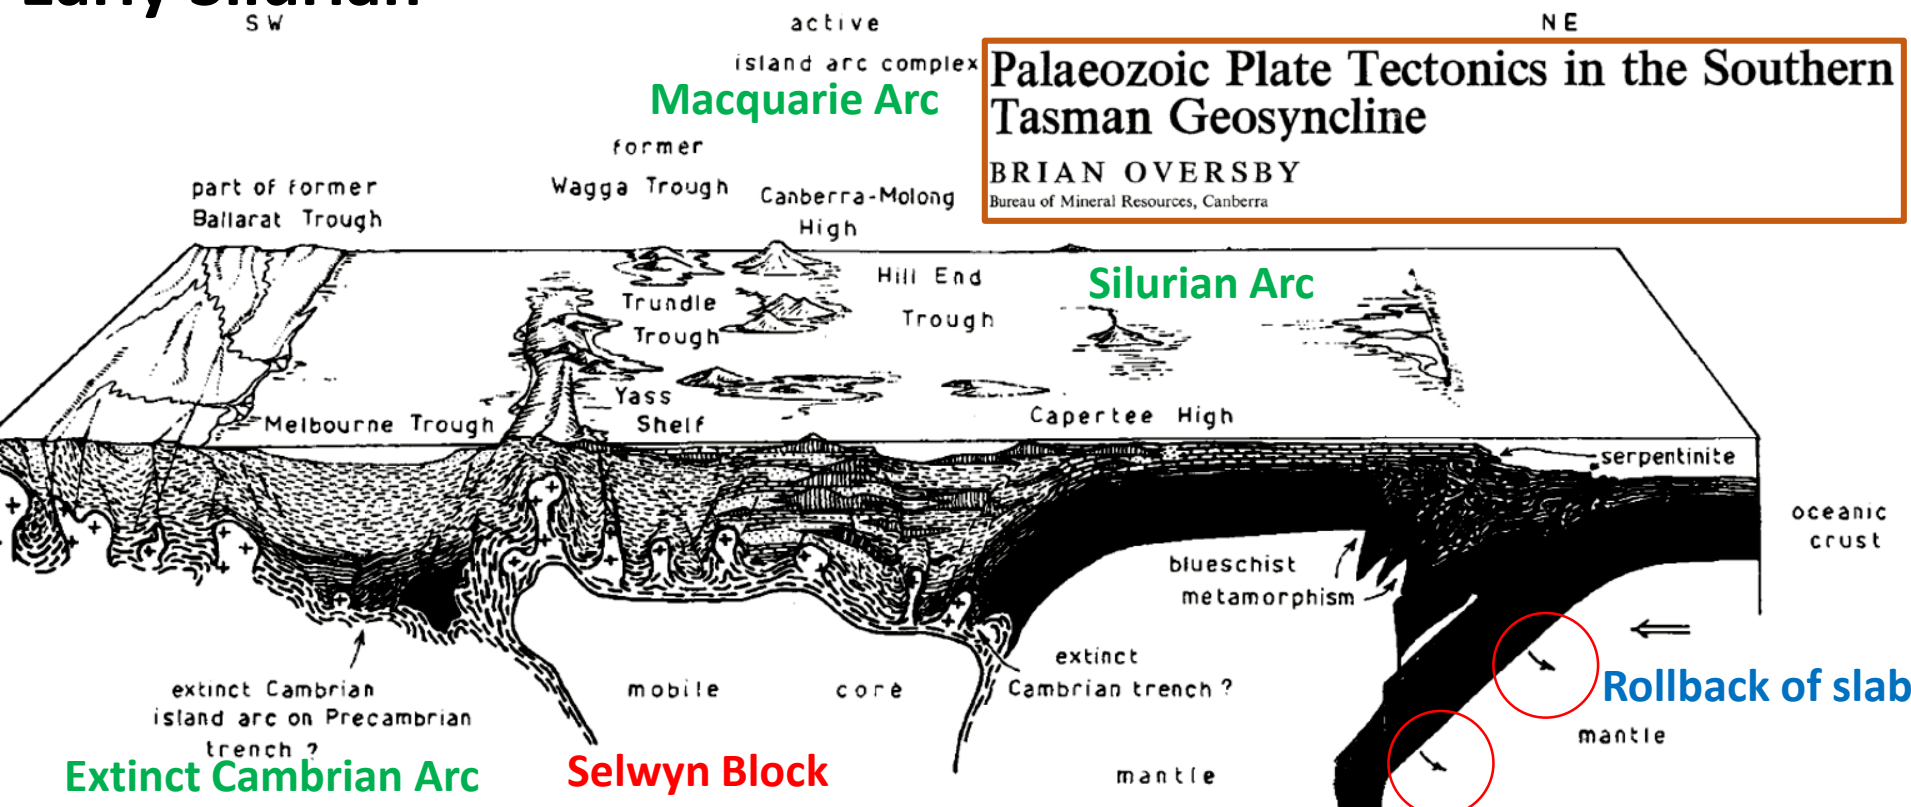 Early Silurian
SW
active
NE
island arc complex
Macquarie Arc
Palaeozoic Plate Tectonics in the Southern
Tasman Geosyncline
BRIAN OVERSBY
Bureau of Mineral Resources, Canberra
former
Wagga Trough
part of former
Ballarat Trough
Canberra-Molong
High
Hill End
Trough
Silurian Arc
Trundle
Trough
Yass
Shelf
Melbourne Trough
Capertee High
serpentinite
oceanic
crust
blueschist
metamorphism
extinct
Cambrian trench ?
mobile core
extinct Cambrian
island arc on Precambrian
trench ?
Extinct Cambrian Arc
Selwyn Block
mantle
Rollback of slab
mantle